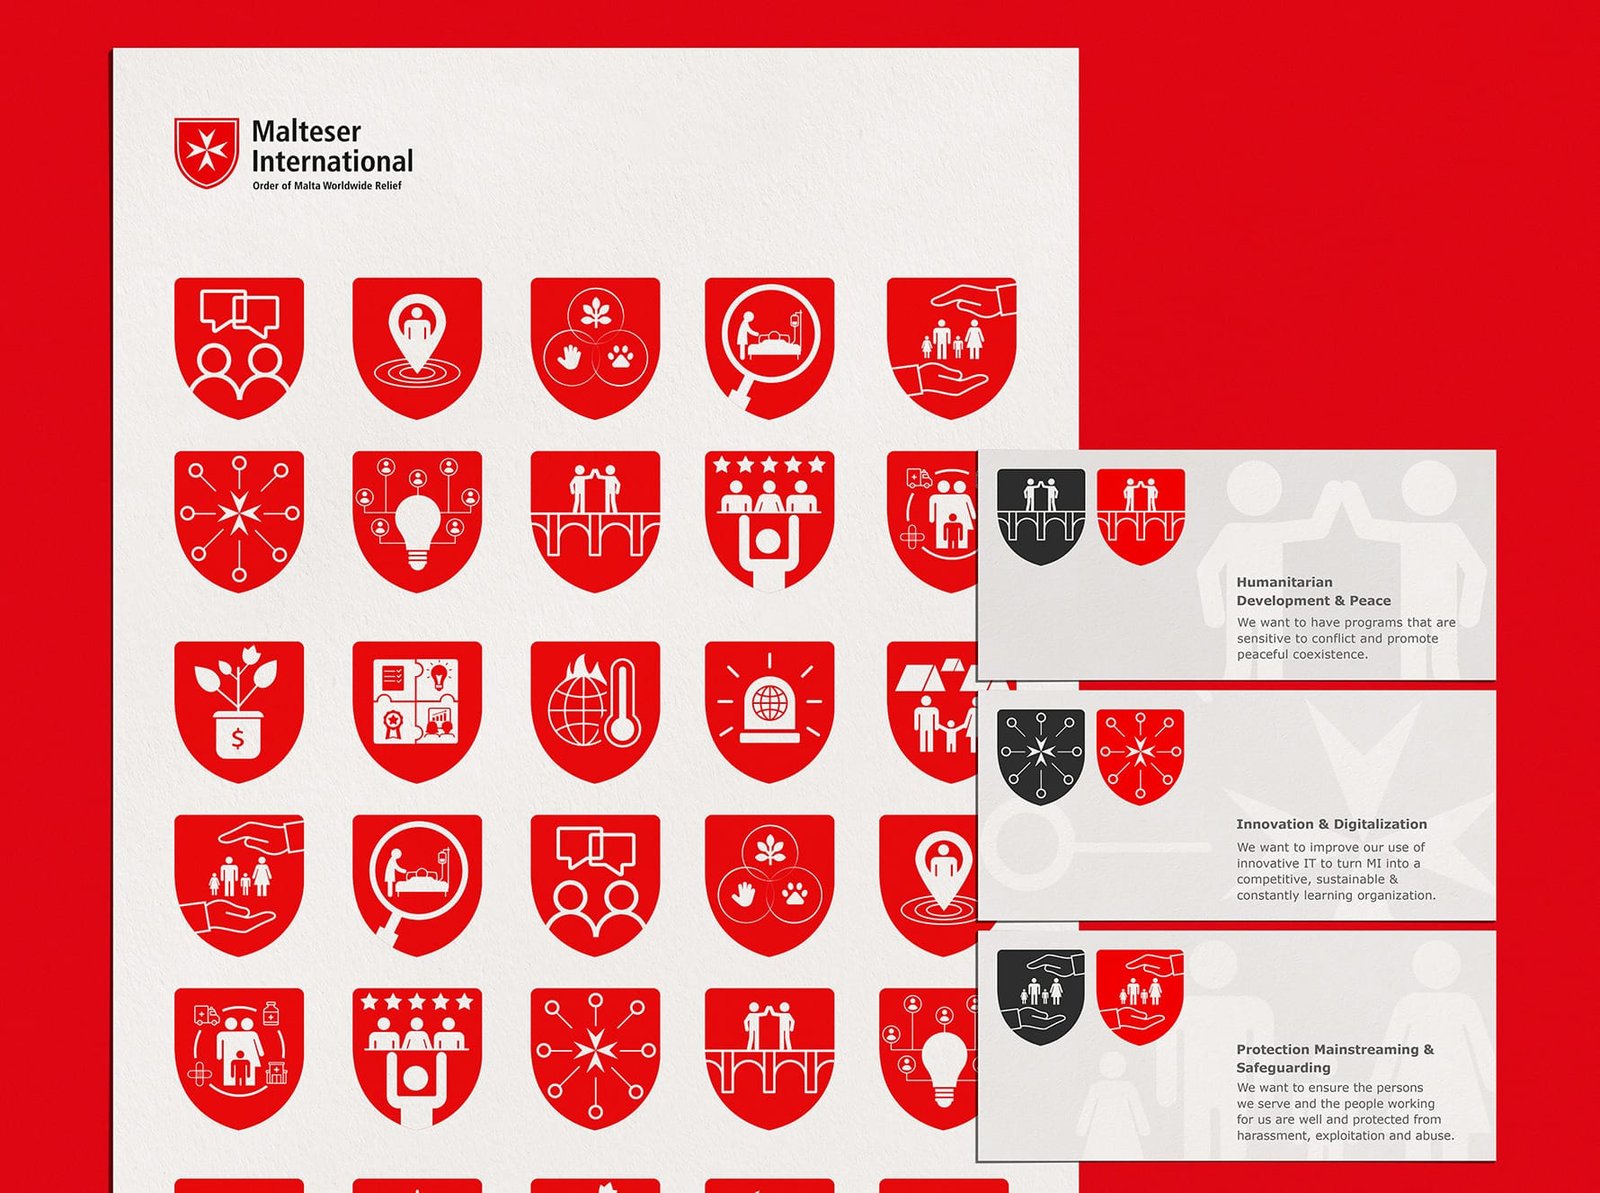 Malteser
International
Order of Malta Worldwide Relief
$
Humanitarian
Development & Peace
We want to have programs that are
sensitive to conflict and promote
peaceful coexistence.
Innovation & Digitalization
We want to improve our use of
innovative IT to turn MI into a
competitive, sustainable &
constantly learning organization.
Protection Mainstreaming &
Safeguarding
We want to ensure the persons
we serve and the people working
for us are well and protected from
harassment, exploitation and abuse.